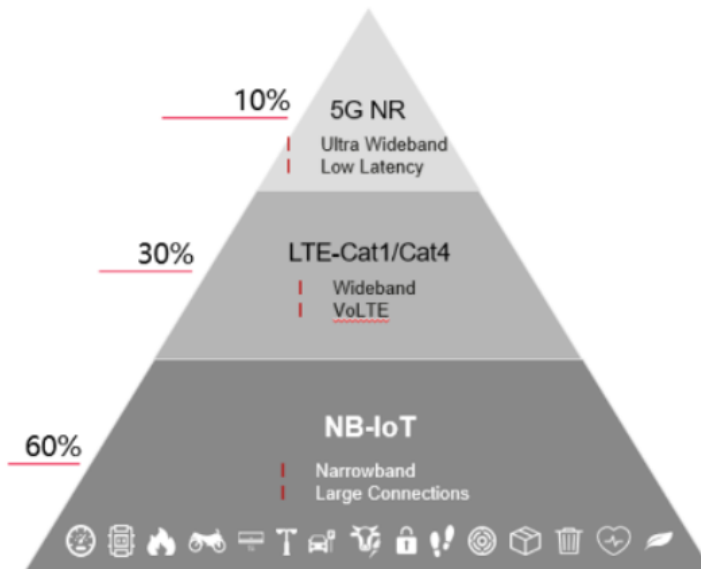 10%
5G NR
Ultra Wideband
Low Latency
30%
LTE-Cat1/Cat4
Wideband
VoLTE
NB-IoT
60%
Narrowband
Large Connections